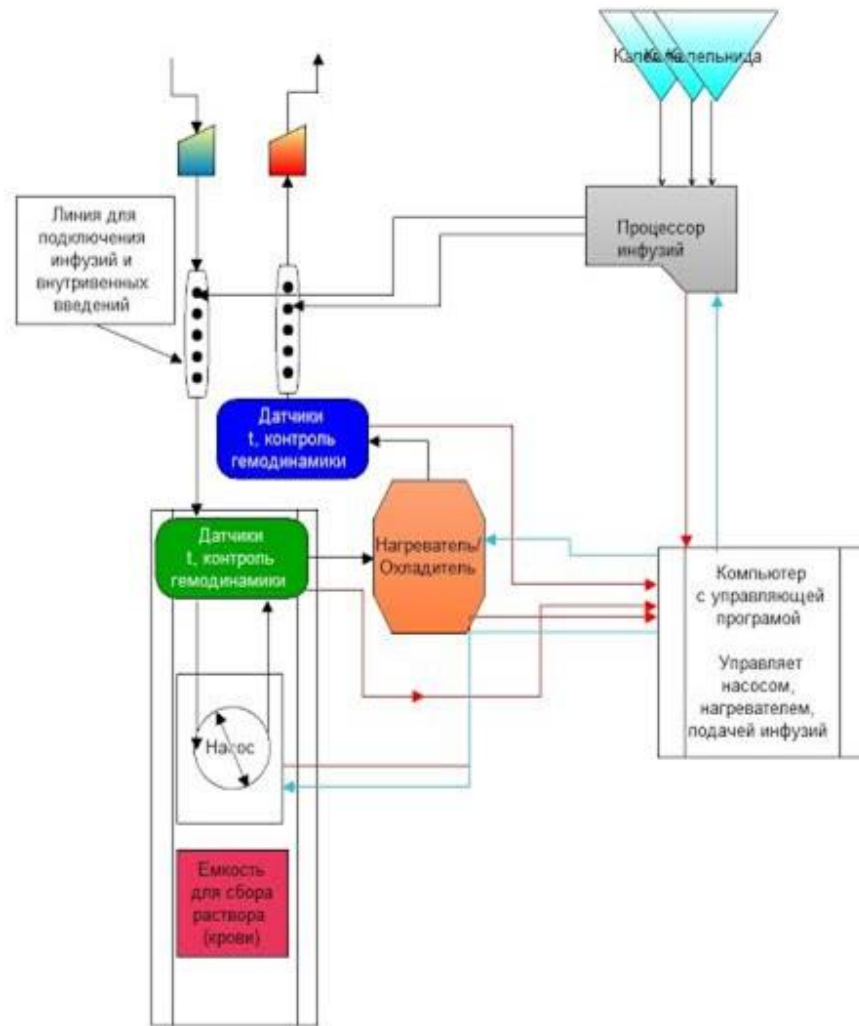 Капельница
Линия для
подключения
инфузий и
внутривенных
введений
Процессор
инфузий
Датчики
t, контроль
гемодинамики
Датчики
t, контроль
гемодинамики
Нагреватель/
Охладитель
Компьютер
с управляющей
програмой
Управляет
насосом,
нагревателем,
подачей инфузий
Насос
Емкость
для сбора
раствора
(крови)